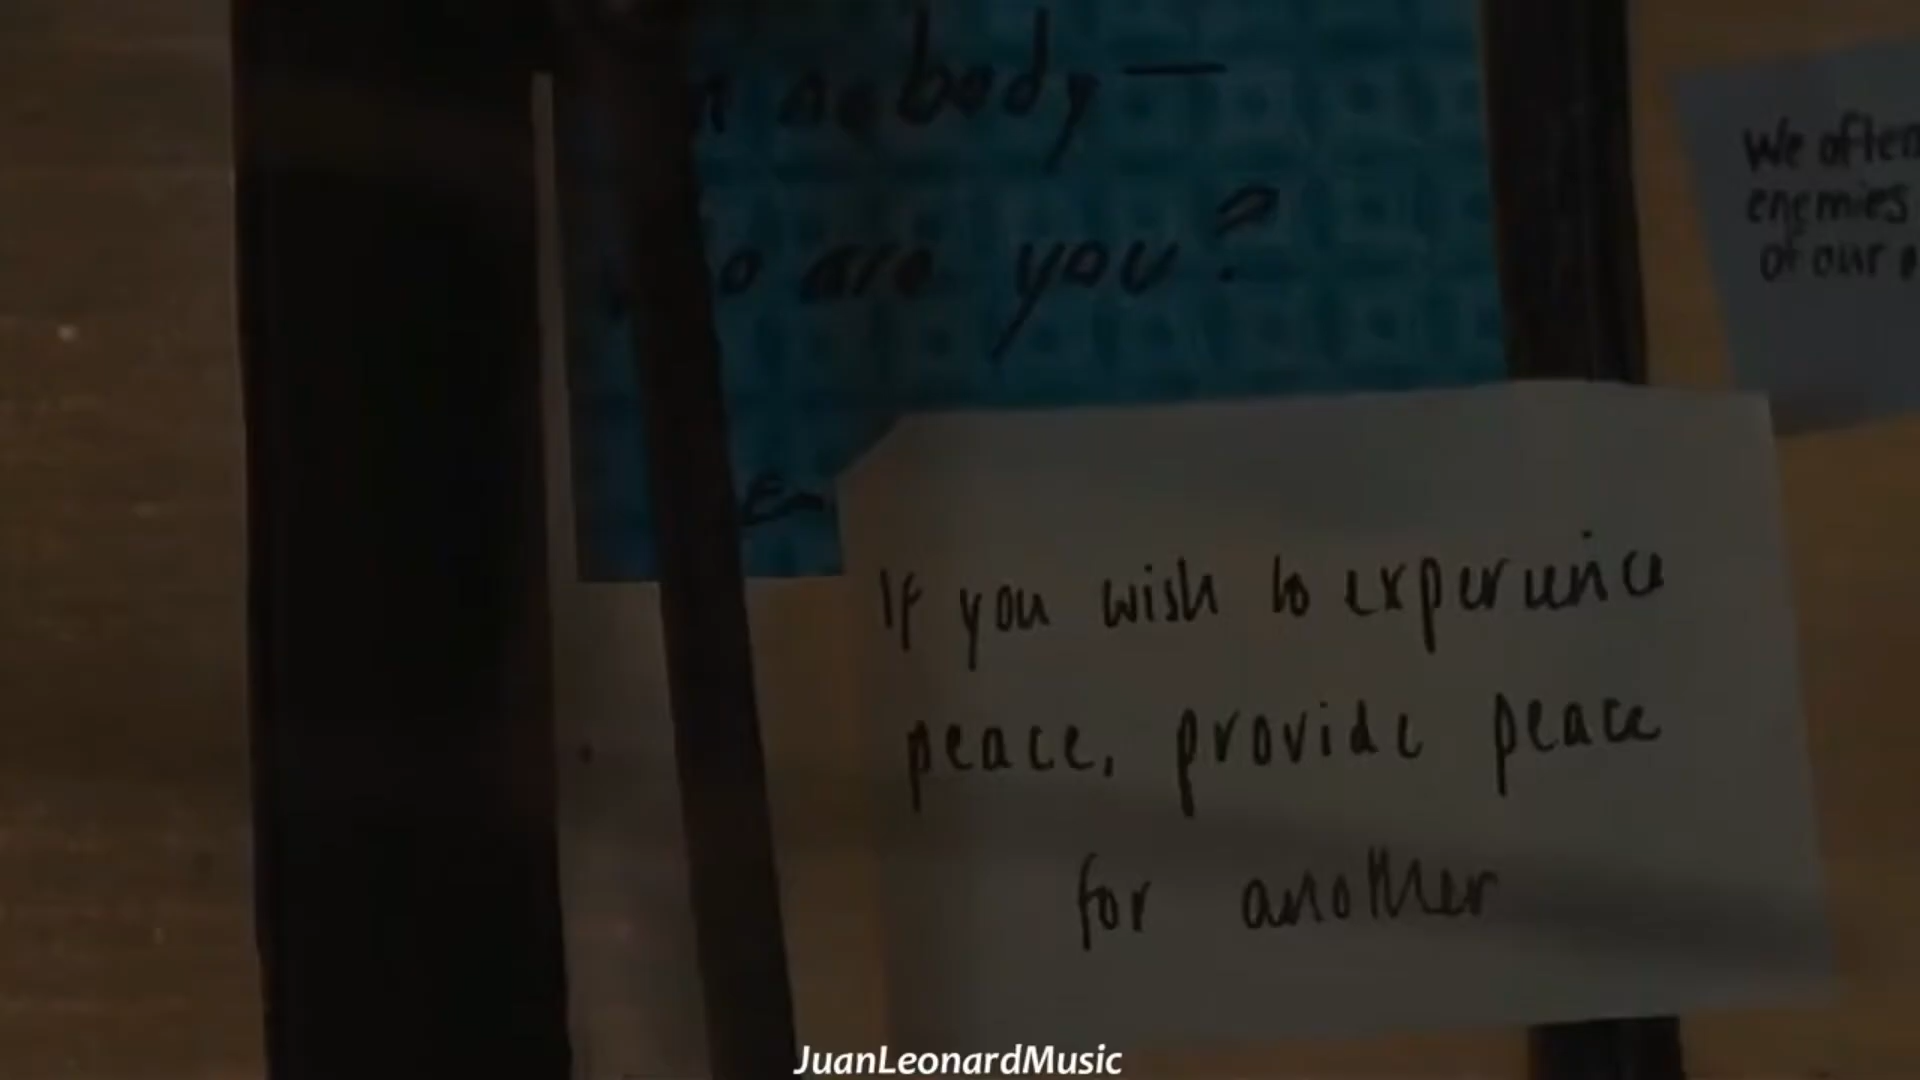 nobody—
are you?
Em
We often
enemies
of our
If you wish to experience
peace, provide peace
for another
JuanLeonardMusic